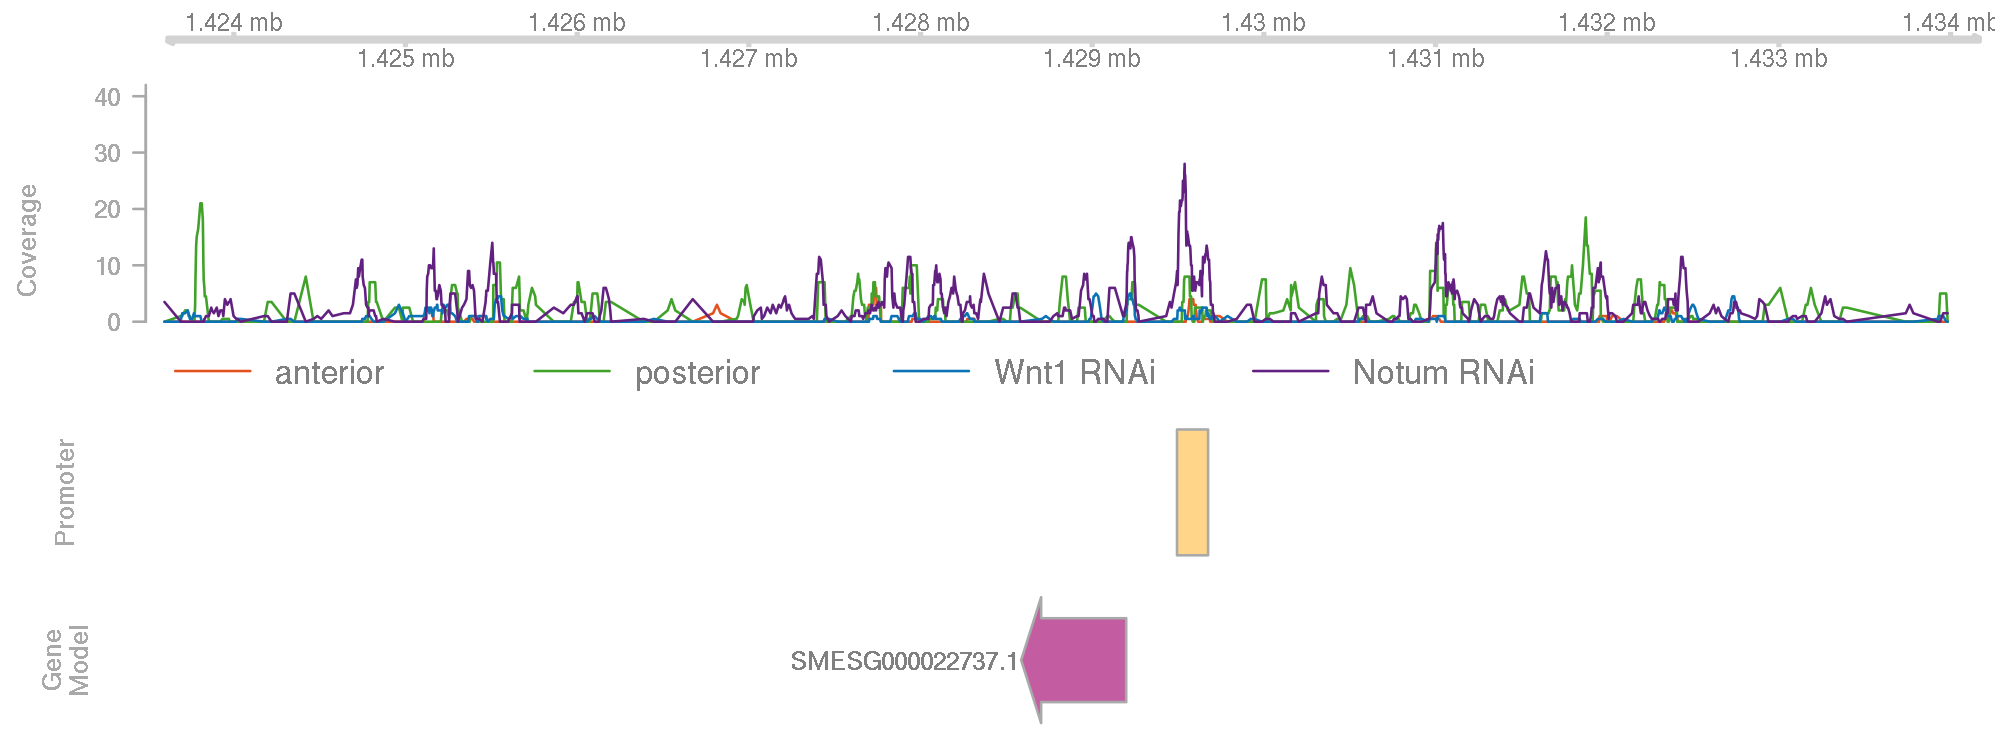 1.424 mb 1.426 mb 1.428 mb 1.43 mb 1.432 mb 1.434 mb
1.425 mb 1.427 mb 1.429 mb 1.431 mb 1.433 mb
40
30
20
10
0
Coverage
anterior posterior Wnt1 RNAi Notum RNAi
Promoter
SMESG000022737.1
Gene
Model